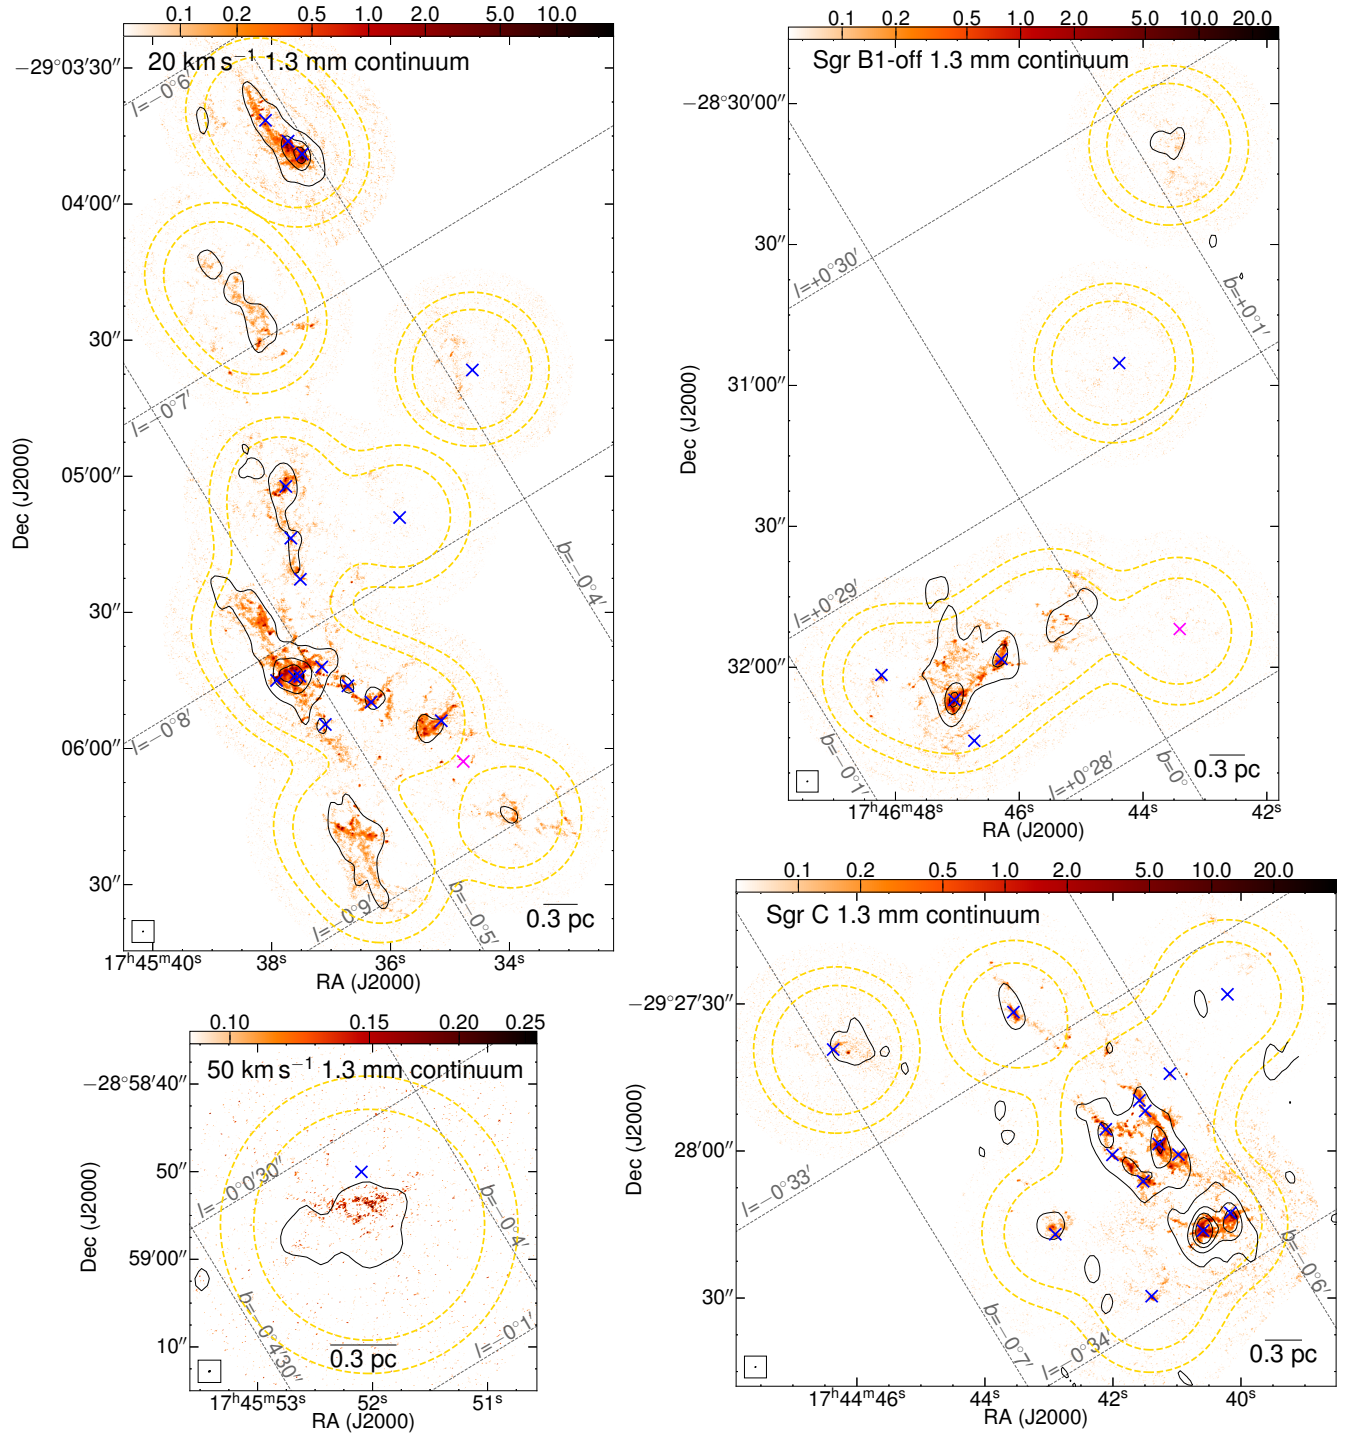 0.1 0.2 0.5 1.0 2.0 5.0 10.0
20 km s⁻¹ 1.3 mm continuum
−29°03′30″
04′00″
30″
05′00″
30″
06′00″
30″
Dec (J2000)
l=−0°6′
l=−0°7′
l=−0°8′
l=−0°9′
b=−0°4′
b=−0°5′
0.3 pc
17ʰ45ᵐ40ˢ 38ˢ 36ˢ 34ˢ
RA (J2000)
0.1 0.2 0.5 1.0 2.0 5.0 10.0 20.0
Sgr B1-off 1.3 mm continuum
−28°30′00″
30″
31′00″
30″
32′00″
Dec (J2000)
l=+0°30′
l=+0°29′
l=+0°28′
b=+0°1′
b=0°
b=−0°1′
0.3 pc
17ʰ46ᵐ48ˢ 46ˢ 44ˢ 42ˢ
RA (J2000)
0.10 0.15 0.20 0.25
50 km s⁻¹ 1.3 mm continuum
−28°58′40″
50″
59′00″
10″
Dec (J2000)
l=−0°0′30″
l=−0°1′
b=−0°4′
b=−0°4′30″
0.3 pc
17ʰ45ᵐ53ˢ 52ˢ 51ˢ
RA (J2000)
0.1 0.2 0.5 1.0 2.0 5.0 10.0 20.0
Sgr C 1.3 mm continuum
−29°27′30″
28′00″
30″
Dec (J2000)
l=−0°33′
l=−0°34′
b=−0°6′
b=−0°7′
0.3 pc
17ʰ44ᵐ46ˢ 44ˢ 42ˢ 40ˢ
RA (J2000)